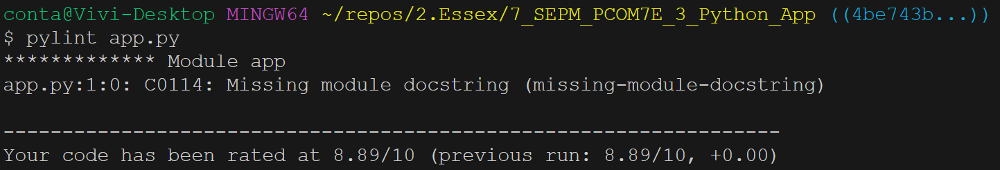 conta@Vivi-Desktop MINGW64 ~/repos/2.Essex/7_SEPM_PCOM7E_3_Python_App ((4be743b...))
$ pylint app.py
************* Module app
app.py:1:0: C0114: Missing module docstring (missing-module-docstring)
------------------------------------------------------------------
Your code has been rated at 8.89/10 (previous run: 8.89/10, +0.00)